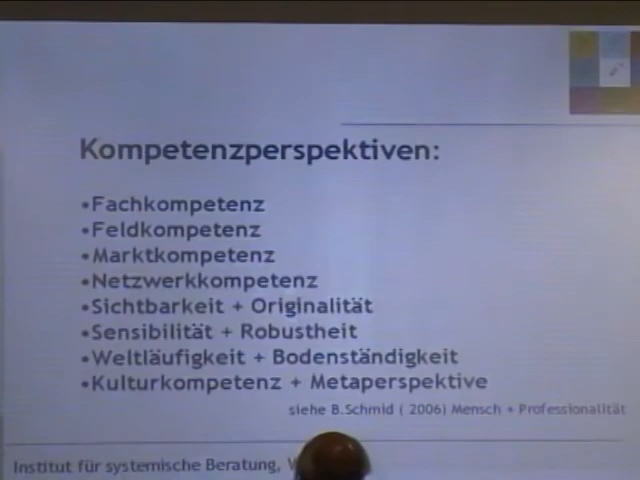 Kompetenzperspektiven:
•Fachkompetenz
•Feldkompetenz
•Marktkompetenz
•Netzwerkkompetenz
•Sichtbarkeit + Originalität
•Sensibilität + Robustheit
•Weltläufigkeit + Bodenständigkeit
•Kulturkompetenz + Metaperspektive
siehe B.Schmid ( 2006) Mensch + Professionalität
Institut für systemische Beratung,